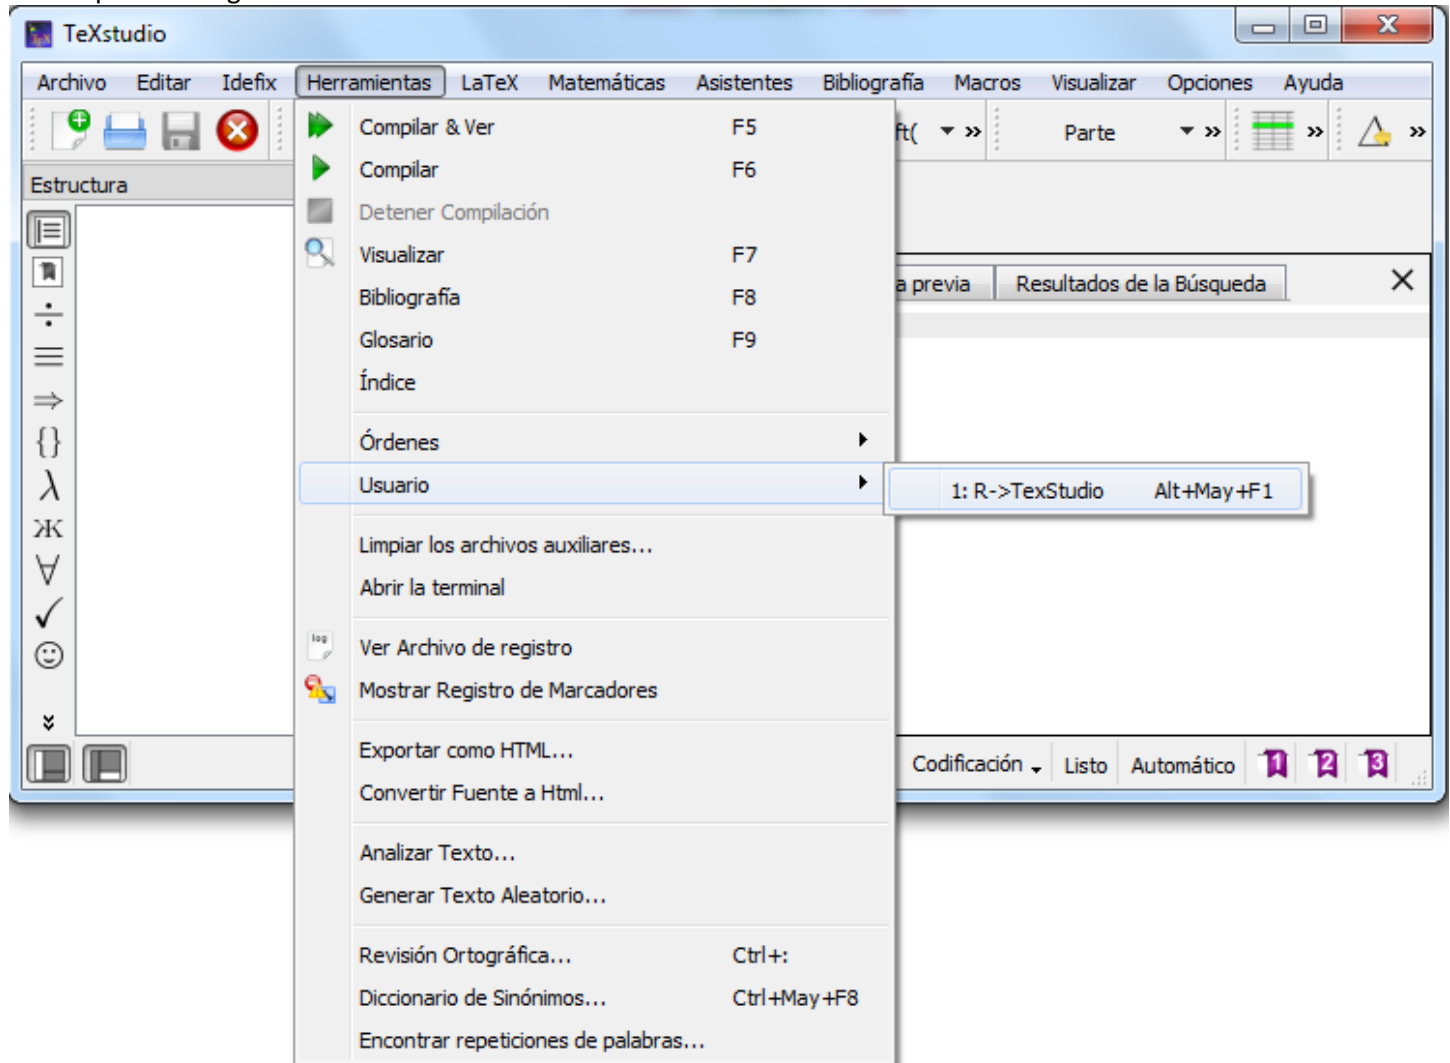 TeXstudio
Archivo Editar Idefix Herramientas LaTeX Matemáticas Asistentes Bibliografía Macros Visualizar Opciones Ayuda
ft( Parte
Estructura
Compilar & Ver F5
Compilar F6
Detener Compilación
Visualizar F7
a previa Resultados de la Búsqueda
Bibliografía F8
Glosario F9
Índice
Órdenes
Usuario
1: R->TexStudio Alt+May+F1
Limpiar los archivos auxiliares...
Abrir la terminal
log Ver Archivo de registro
Mostrar Registro de Marcadores
Exportar como HTML...
Codificación Listo Automático 1 2 3
Convertir Fuente a Html...
Analizar Texto...
Generar Texto Aleatorio...
Revisión Ortográfica... Ctrl+:
Diccionario de Sinónimos... Ctrl+May+F8
Encontrar repeticiones de palabras...